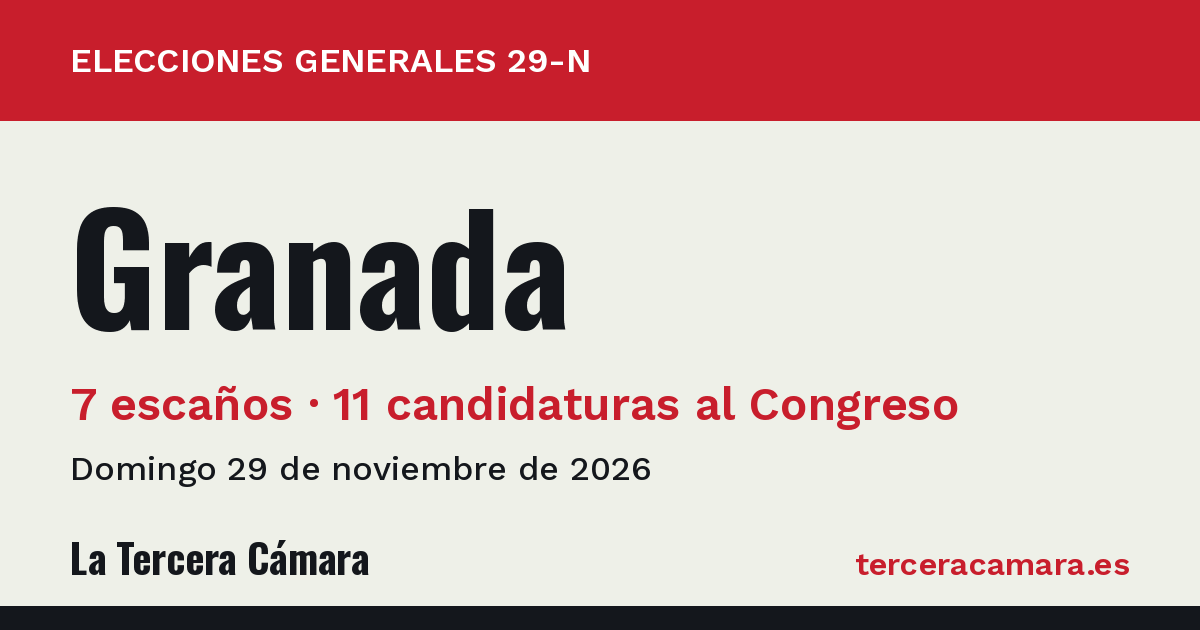 ELECCIONES GENERALES 29-N
Granada
7 escaños · 11 candidaturas al Congreso
Domingo 29 de noviembre de 2026
La Tercera Cámara
terceracamara.es